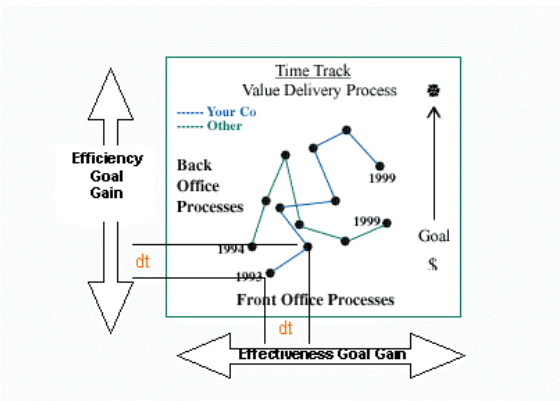 Time Track
Value Delivery Process
------ Your Co
------ Other
Efficiency
Goal
Gain
Back
Office
Processes
1999
1999
Goal
$
1994
dt
1993
Front Office Processes
dt
Effectiveness Goal Gain